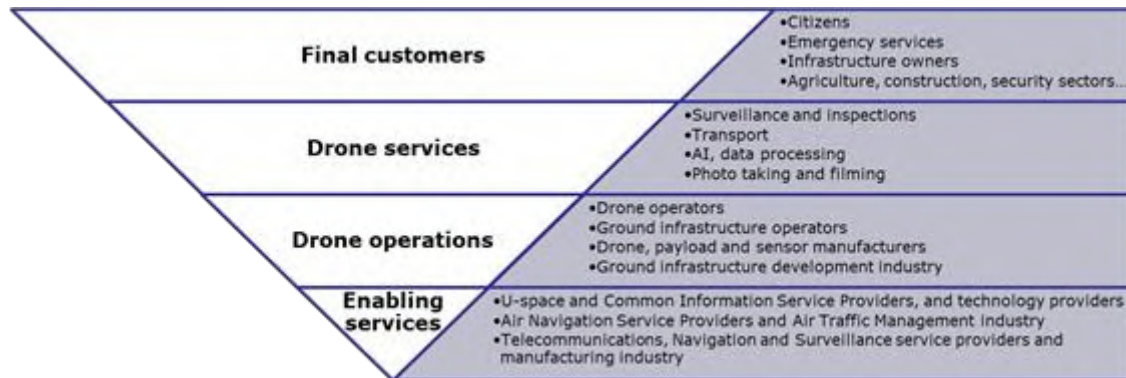 Final customers
•Citizens
•Emergency services
•Infrastructure owners
•Agriculture, construction, security sectors...
Drone services
•Surveillance and inspections
•Transport
•AI, data processing
•Photo taking and filming
Drone operations
•Drone operators
•Ground infrastructure operators
•Drone, payload and sensor manufacturers
•Ground infrastructure development industry
Enabling
services
•U-space and Common Information Service Providers, and technology providers
•Air Navigation Service Providers and Air Traffic Management Industry
•Telecommunications, Navigation and Surveillance service providers and
manufacturing industry